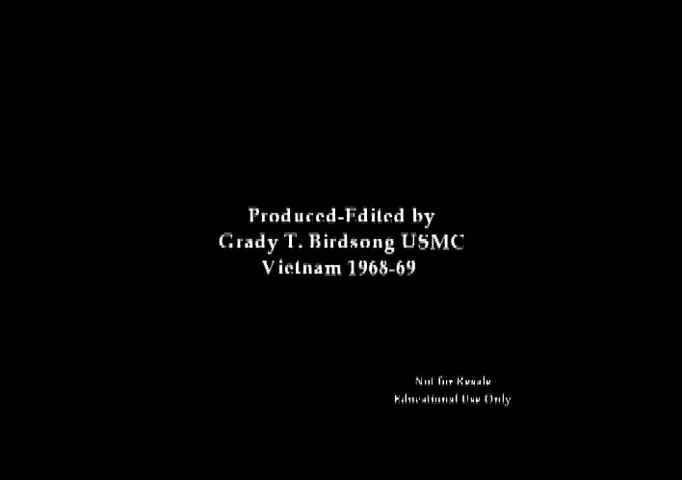 Produced-Edited by
Grady T. Birdsong USMC
Vietnam 1968-69
Not for Resale
Educational Use Only